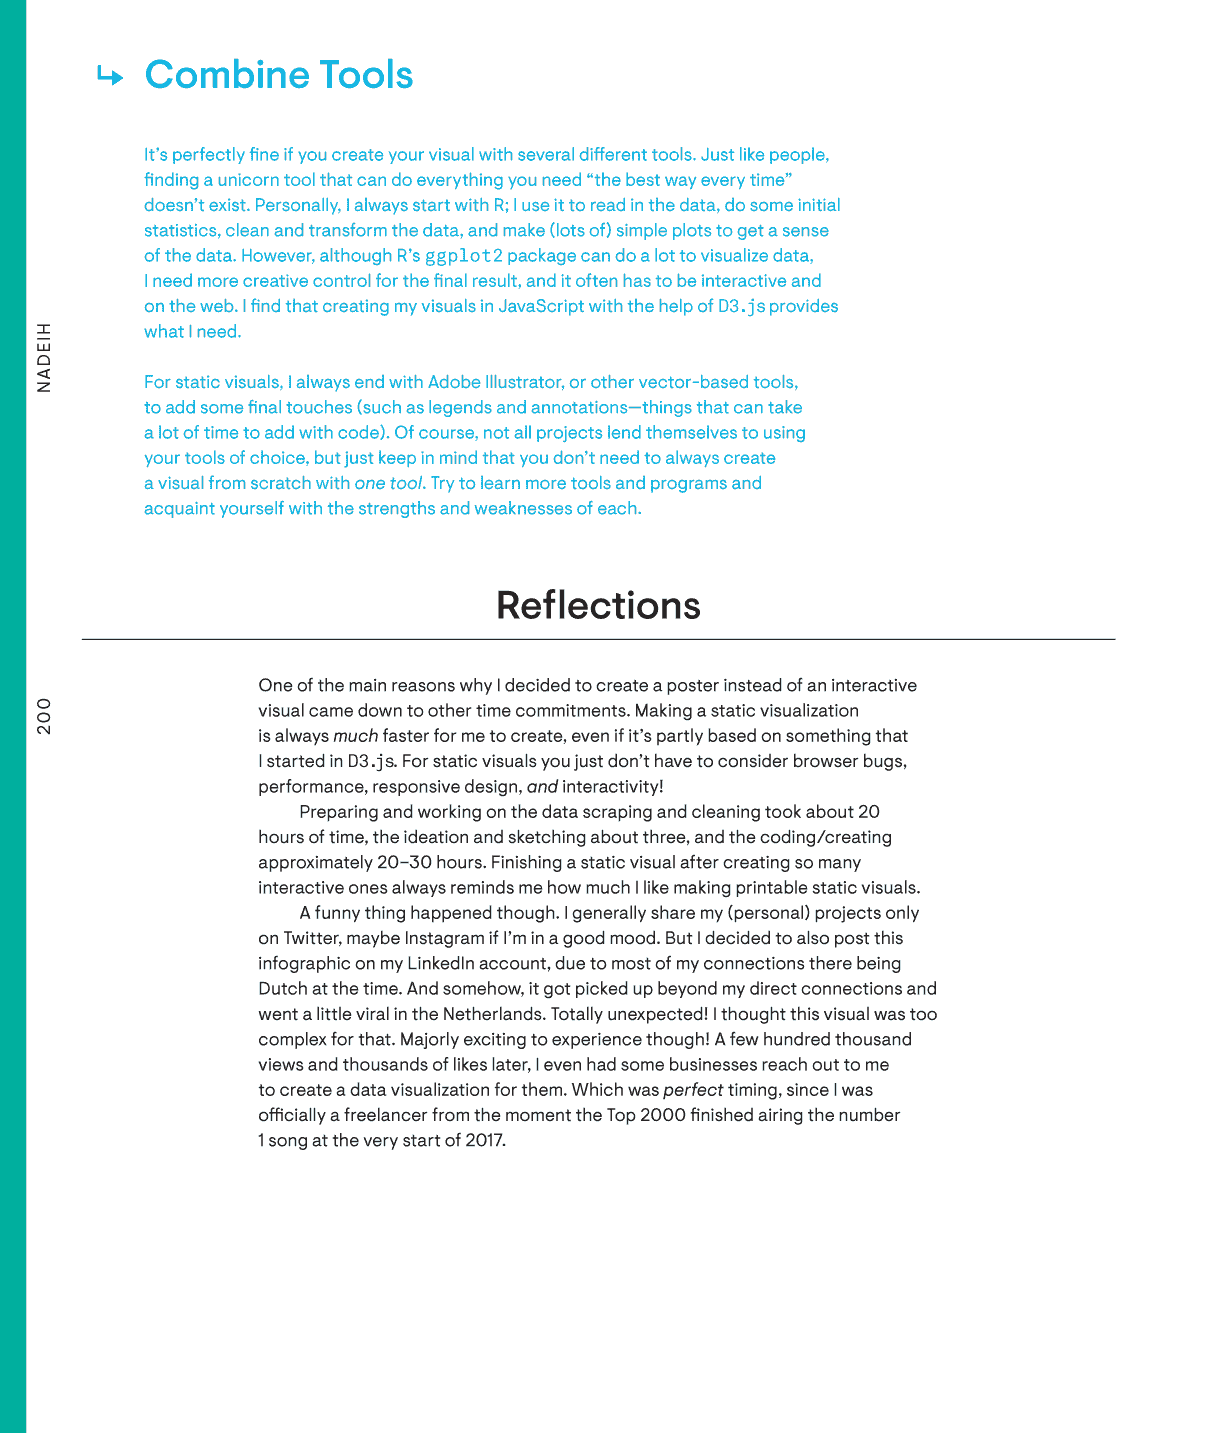 ↳ Combine Tools
It’s perfectly fine if you create your visual with several different tools. Just like people,
finding a unicorn tool that can do everything you need “the best way every time”
doesn’t exist. Personally, I always start with R; I use it to read in the data, do some initial
statistics, clean and transform the data, and make (lots of) simple plots to get a sense
of the data. However, although R’s ggplot2 package can do a lot to visualize data,
I need more creative control for the final result, and it often has to be interactive and
on the web. I find that creating my visuals in JavaScript with the help of D3.js provides
what I need.
For static visuals, I always end with Adobe Illustrator, or other vector-based tools,
to add some final touches (such as legends and annotations—things that can take
a lot of time to add with code). Of course, not all projects lend themselves to using
your tools of choice, but just keep in mind that you don’t need to always create
a visual from scratch with one tool. Try to learn more tools and programs and
acquaint yourself with the strengths and weaknesses of each.
NADIEH
Reflections
One of the main reasons why I decided to create a poster instead of an interactive
visual came down to other time commitments. Making a static visualization
is always much faster for me to create, even if it’s partly based on something that
I started in D3.js. For static visuals you just don’t have to consider browser bugs,
performance, responsive design, and interactivity!
Preparing and working on the data scraping and cleaning took about 20
hours of time, the ideation and sketching about three, and the coding/creating
approximately 20–30 hours. Finishing a static visual after creating so many
interactive ones always reminds me how much I like making printable static visuals.
A funny thing happened though. I generally share my (personal) projects only
on Twitter, maybe Instagram if I’m in a good mood. But I decided to also post this
infographic on my LinkedIn account, due to most of my connections there being
Dutch at the time. And somehow, it got picked up beyond my direct connections and
went a little viral in the Netherlands. Totally unexpected! I thought this visual was too
complex for that. Majorly exciting to experience though! A few hundred thousand
views and thousands of likes later, I even had some businesses reach out to me
to create a data visualization for them. Which was perfect timing, since I was
officially a freelancer from the moment the Top 2000 finished airing the number
1 song at the very start of 2017.
200